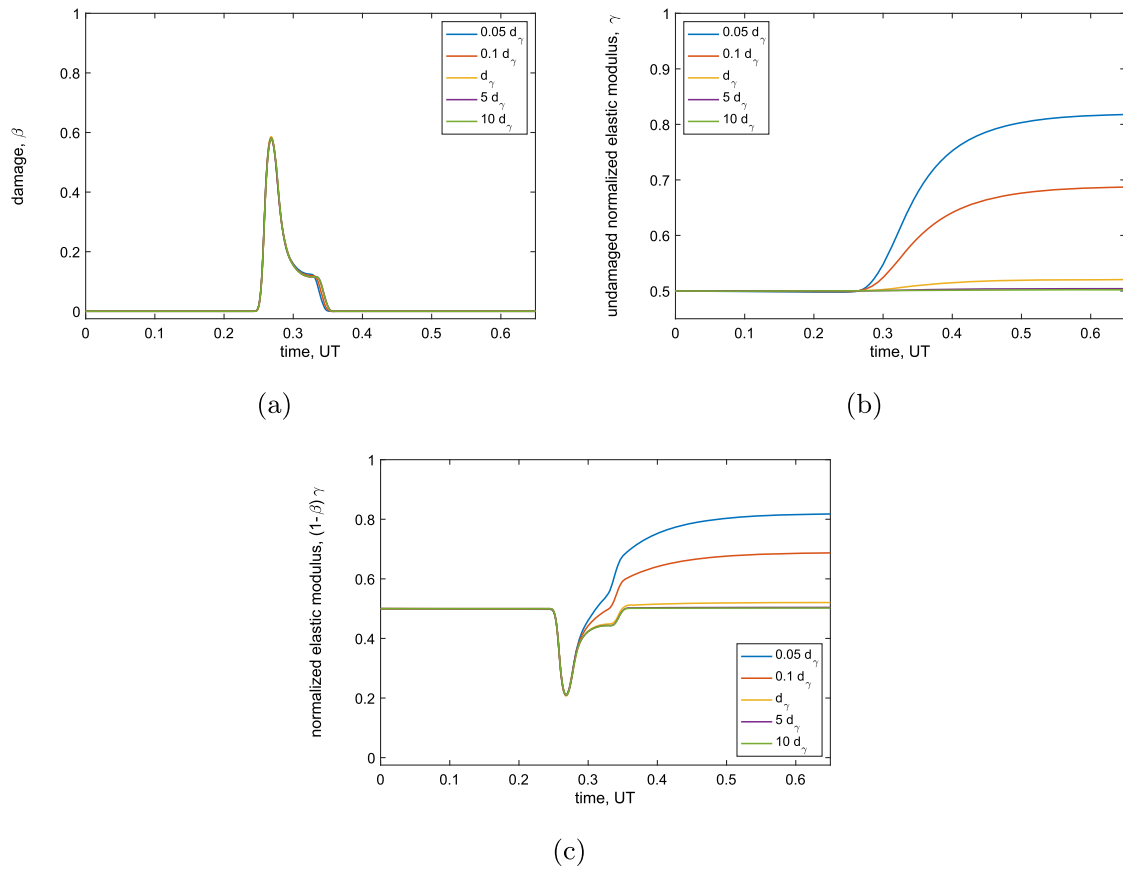 damage, β
1
0.8
0.6
0.4
0.2
0
0 0.1 0.2 0.3 0.4 0.5 0.6
time, UT
0.05 dγ
0.1 dγ
dγ
5 dγ
10 dγ
(a)
undamaged normalized elastic modulus, γ
1
0.9
0.8
0.7
0.6
0.5
0 0.1 0.2 0.3 0.4 0.5 0.6
time, UT
0.05 dγ
0.1 dγ
dγ
5 dγ
10 dγ
(b)
normalized elastic modulus, (1-β) γ
1
0.8
0.6
0.4
0.2
0
0 0.1 0.2 0.3 0.4 0.5 0.6
time, UT
0.05 dγ
0.1 dγ
dγ
5 dγ
10 dγ
(c)